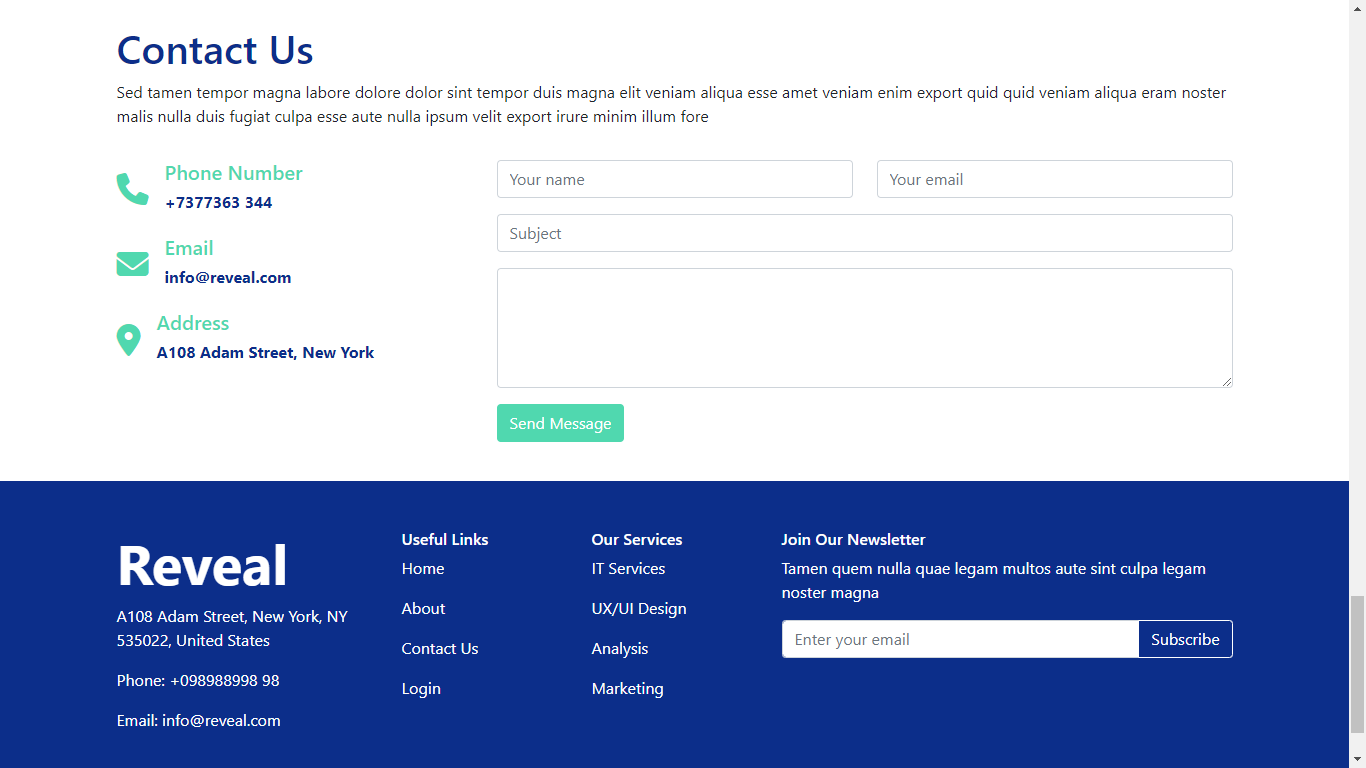 Contact Us
Sed tamen tempor magna labore dolore dolor sint tempor duis magna elit veniam aliqua esse amet veniam enim export quid quid veniam aliqua eram noster
malis nulla duis fugiat culpa esse aute nulla ipsum velit export irure minim illum fore
Phone Number
+7377363 344
Email
info@reveal.com
Address
A108 Adam Street, New York
Your name
Your email
Subject
Send Message
Reveal
A108 Adam Street, New York, NY
535022, United States
Phone: +098988998 98
Email: info@reveal.com
Useful Links
Home
About
Contact Us
Login
Our Services
IT Services
UX/UI Design
Analysis
Marketing
Join Our Newsletter
Tamen quem nulla quae legam multos aute sint culpa legam
noster magna
Enter your email
Subscribe